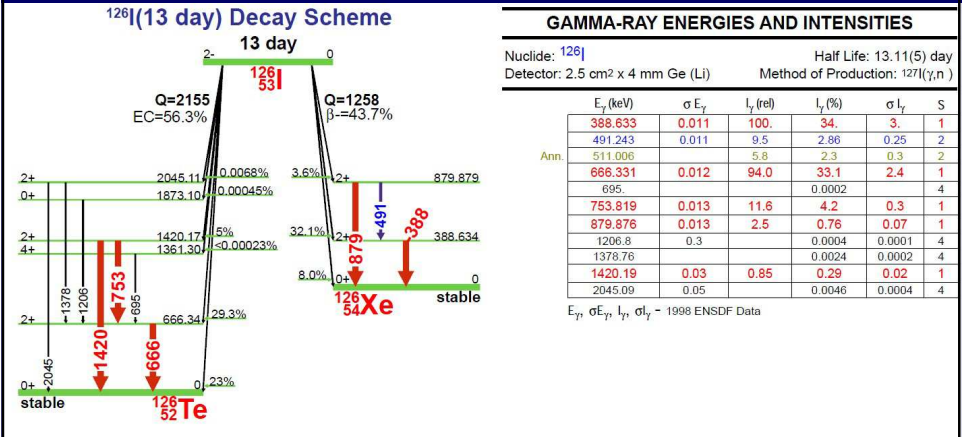 126I(13 day) Decay Scheme
13 day
2-
0
126
53 I
Q=2155
EC=56.3%
Q=1258
β-=43.7%
2+
2045.11
0.0068%
0+
1873.10
0.00045%
2+
1420.17
5%
4+
1361.30
<0.00023%
2+
666.34
29.3%
0+
0
23%
1378
1206
753
695
2045
1420
666
stable
126
52 Te
3.6%
2+
879.879
491
388
879
32.1%
2+
388.634
8.0%
0+
0
126
54 Xe
stable
GAMMA-RAY ENERGIES AND INTENSITIES
Nuclide: 126I Half Life: 13.11(5) day
Detector: 2.5 cm2 x 4 mm Ge (Li) Method of Production: 127I(γ,n )
Eγ (keV) σ Eγ Iγ (rel) Iγ (%) σ Iγ S
388.633 0.011 100. 34. 3. 1
491.243 0.011 9.5 2.86 0.25 2
Ann. 511.006 5.8 2.3 0.3 2
666.331 0.012 94.0 33.1 2.4 1
695. 0.0002 4
753.819 0.013 11.6 4.2 0.3 1
879.876 0.013 2.5 0.76 0.07 1
1206.8 0.3 0.0004 0.0001 4
1378.76 0.0024 0.0002 4
1420.19 0.03 0.85 0.29 0.02 1
2045.09 0.05 0.0046 0.0004 4
Eγ, σEγ, Iγ, σIγ - 1998 ENSDF Data